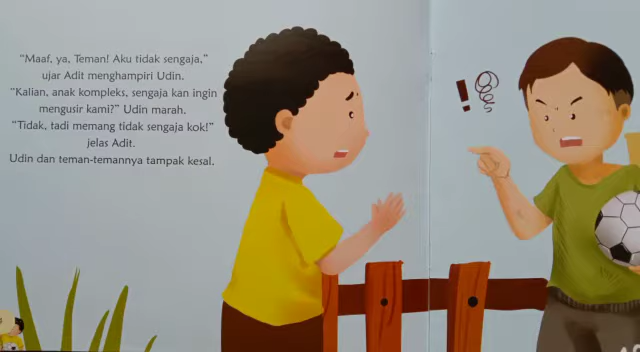 "Maaf, ya, Teman! Aku tidak sengaja,"
ujar Adit menghampiri Udin.
"Kalian, anak kompleks, sengaja kan ingin
mengusir kami?" Udin marah.
"Tidak, tadi memang tidak sengaja kok!"
jelas Adit.
Udin dan teman-temannya tampak kesal.
!